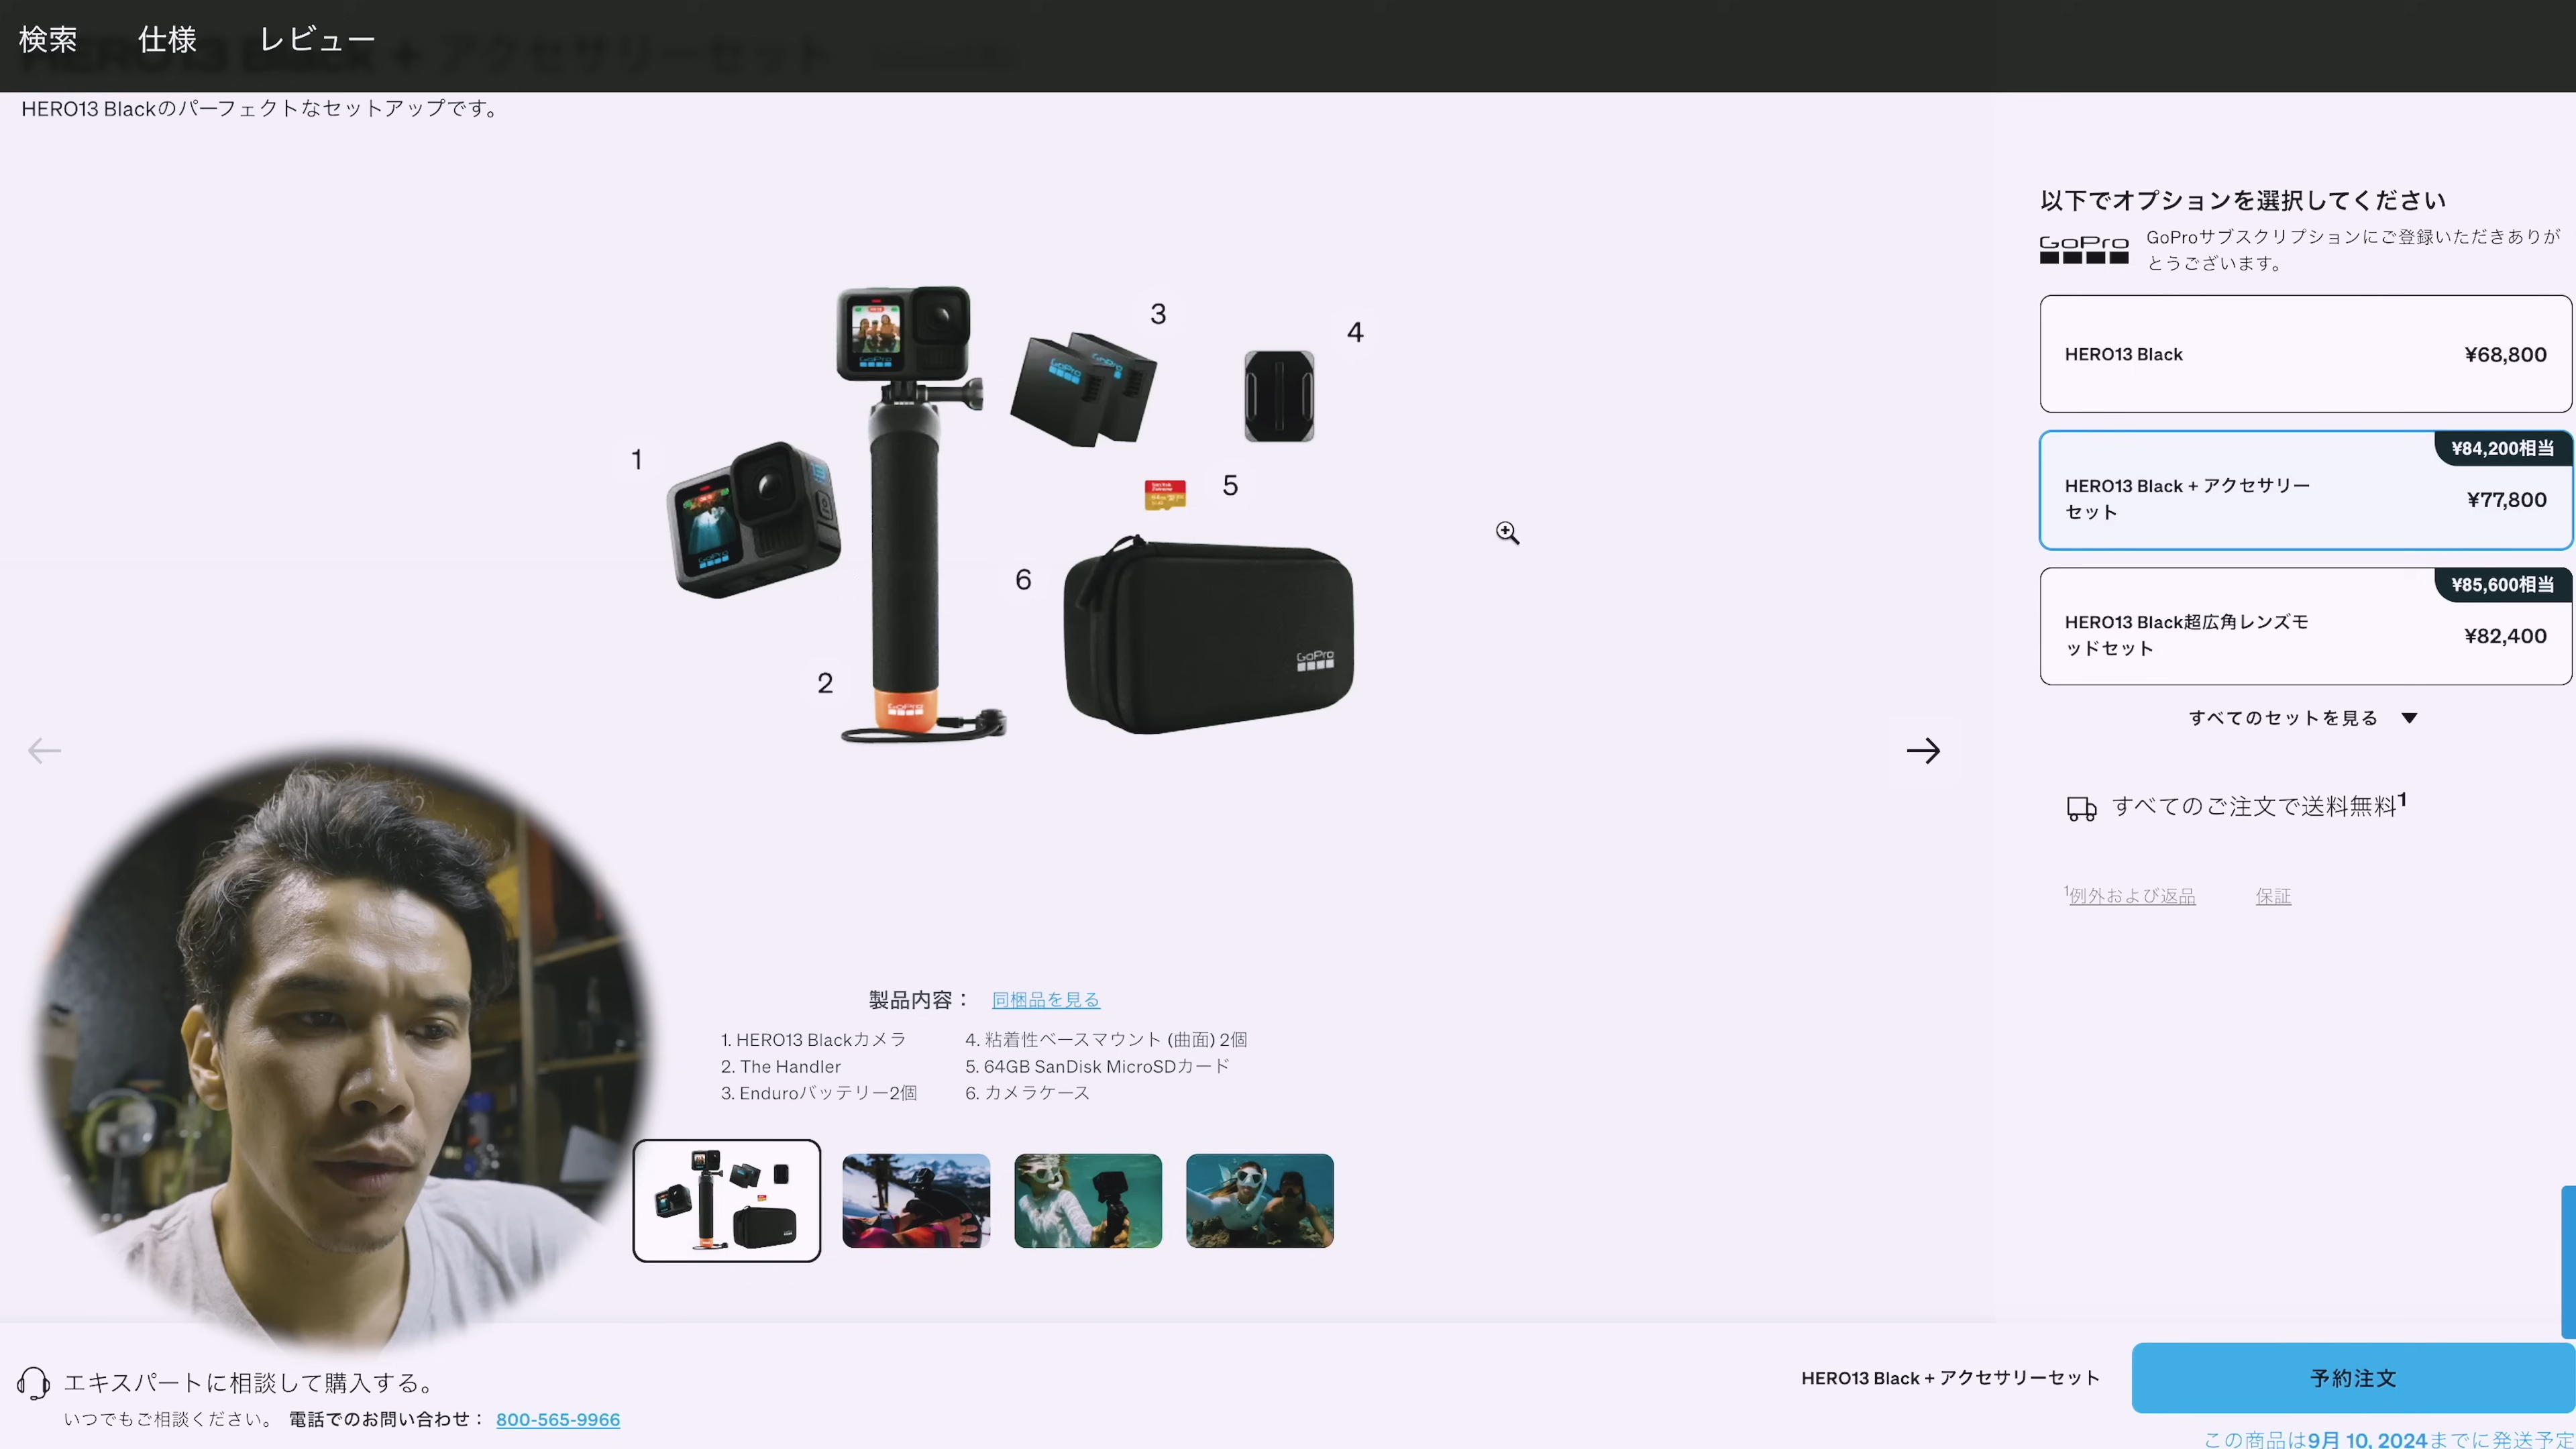 検索 仕様 レビュー
HERO13 Black + アクセサリーセット
HERO13 Blackのパーフェクトなセットアップです。
1
2
3
4
5
6
GoPro
以下でオプションを選択してください
GoPro
GoProサブスクリプションにご登録いただきありが
とうございます。
HERO13 Black ¥68,800
¥84,200相当
HERO13 Black + アクセサリー
セット
¥77,800
¥85,600相当
HERO13 Black超広角レンズモ
ッドセット
¥82,400
すべてのセットを見る
すべてのご注文で送料無料1
1例外および返品 保証
製品内容： 同梱品を見る
1. HERO13 Blackカメラ
2. The Handler
3. Enduroバッテリー2個
4. 粘着性ベースマウント (曲面) 2個
5. 64GB SanDisk MicroSDカード
6. カメラケース
エキスパートに相談して購入する。
いつでもご相談ください。 電話でのお問い合わせ： 800-565-9966
HERO13 Black + アクセサリーセット
予約注文
この商品は9月 10, 2024までに発送予定